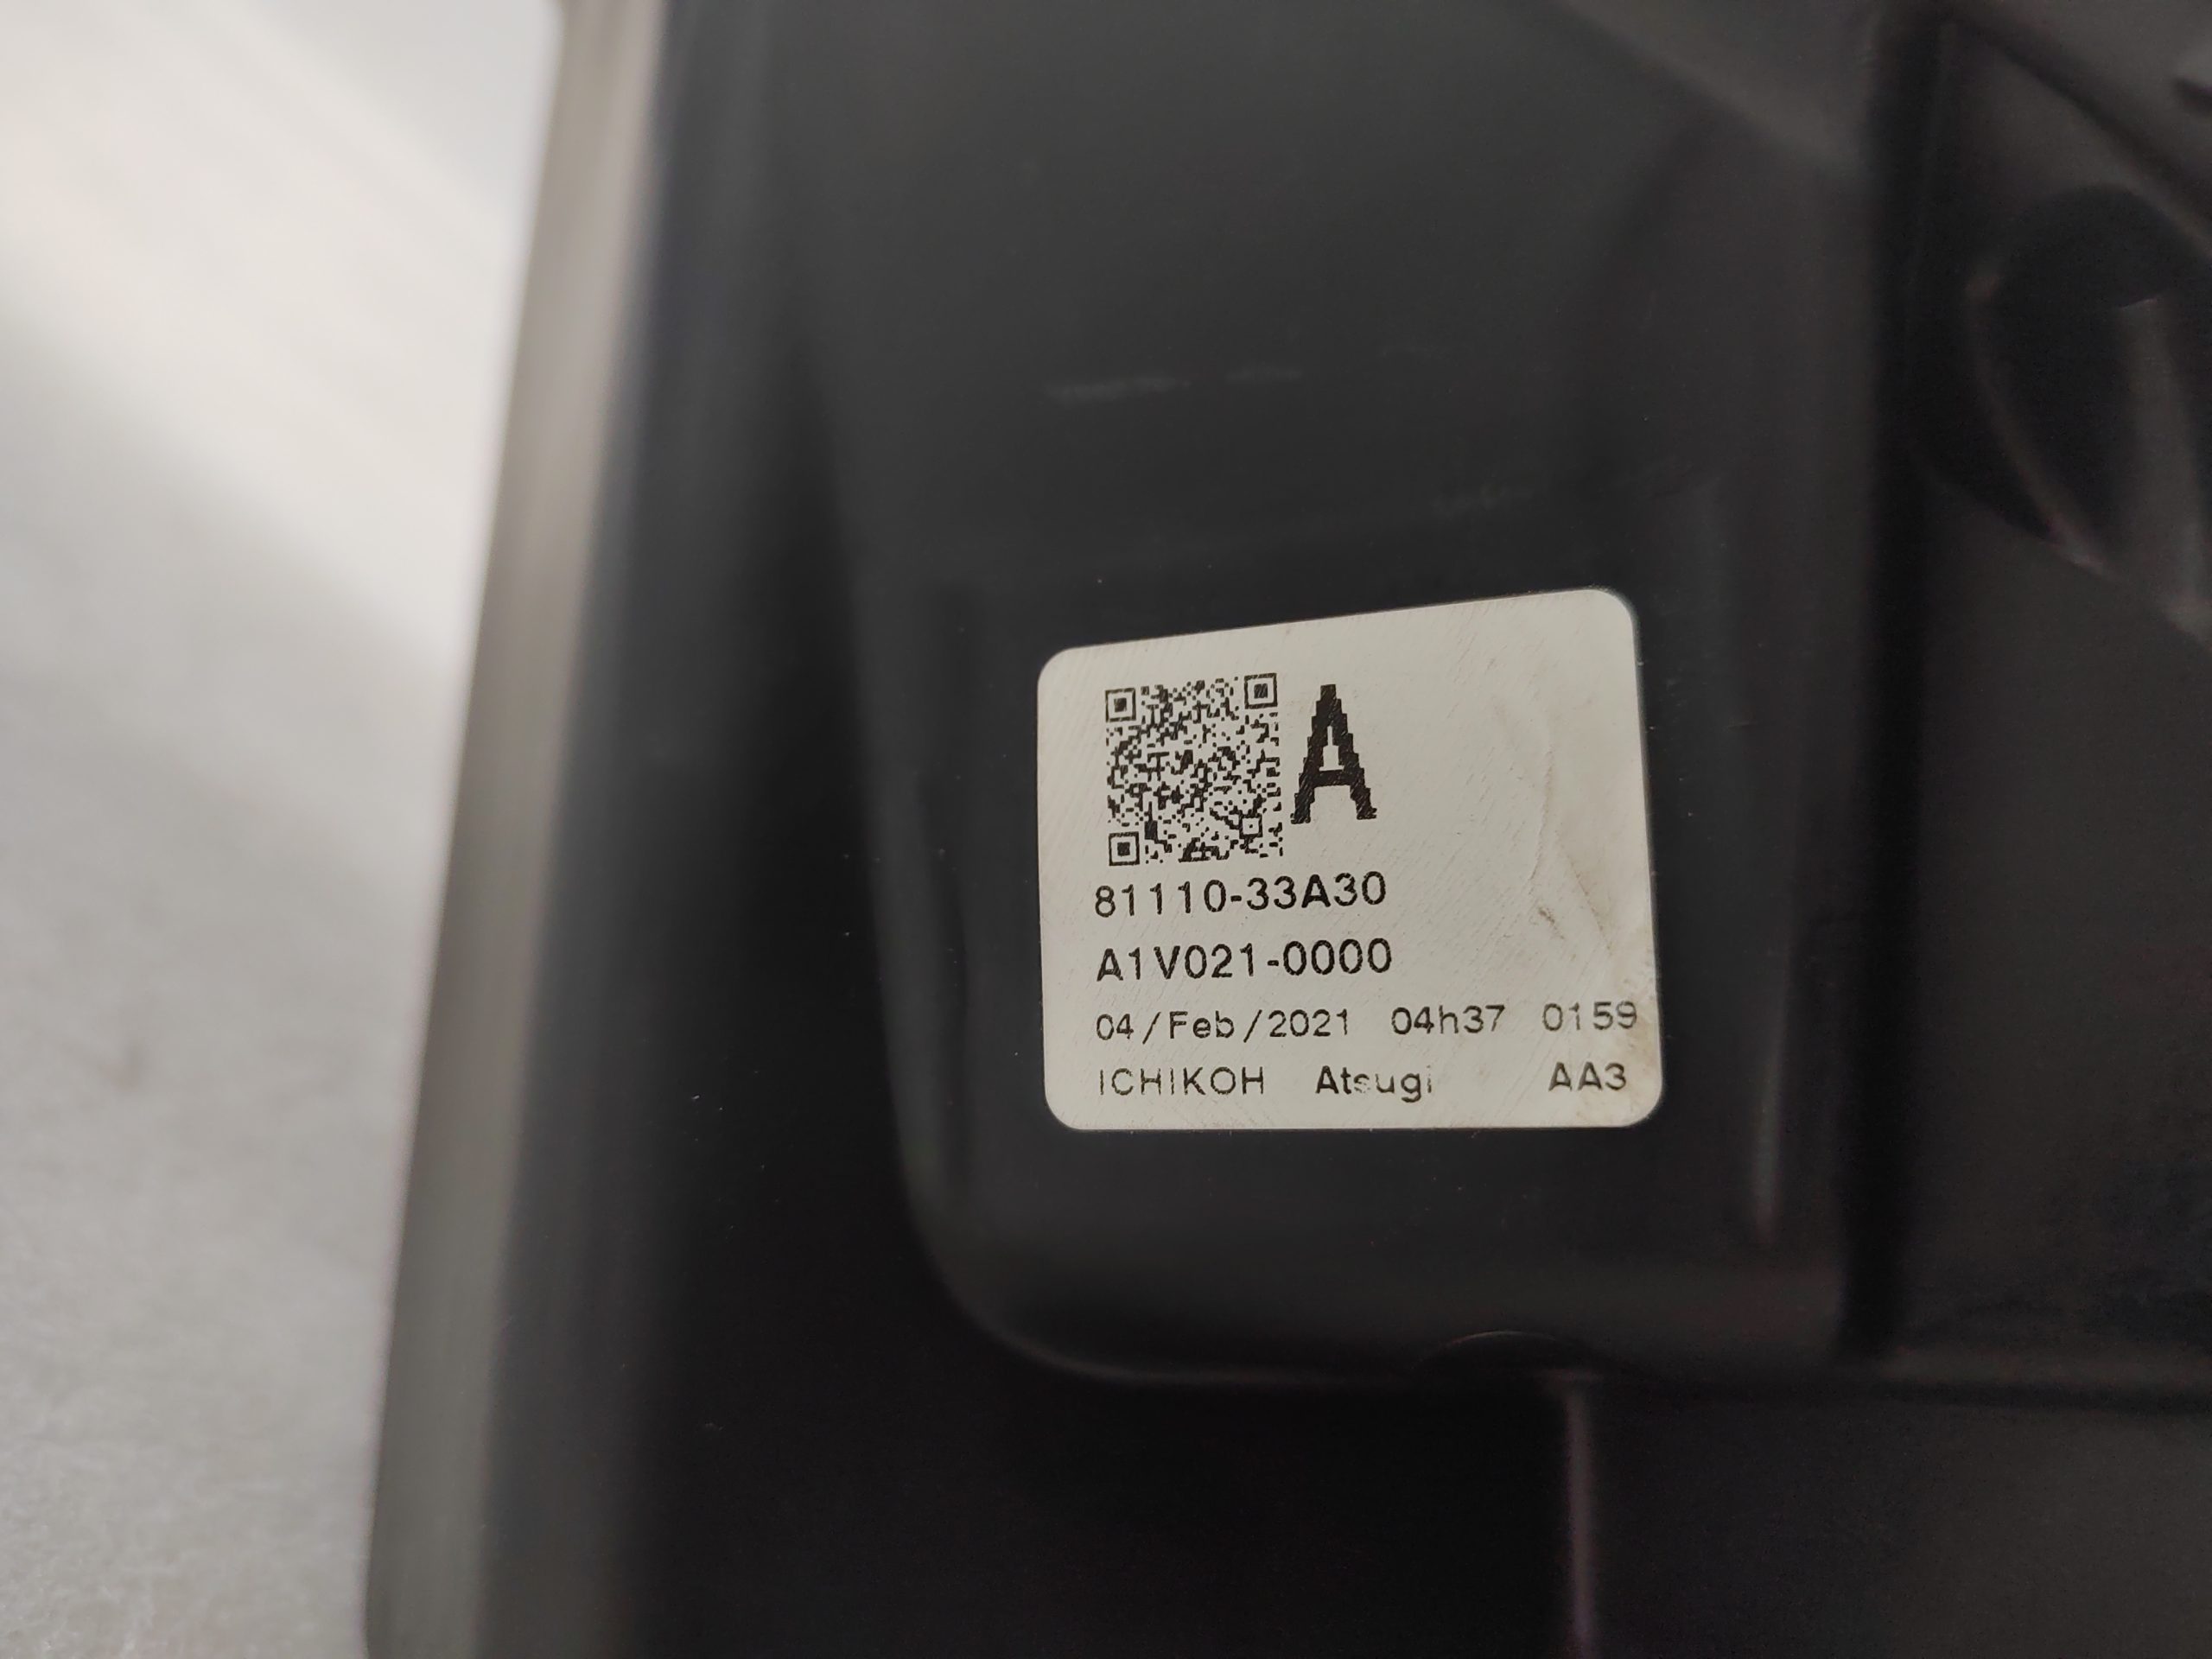 A
81110-33A30
A1V021-0000
04/Feb/2021 04h37 0159
ICHIKOH Atsugi AA3